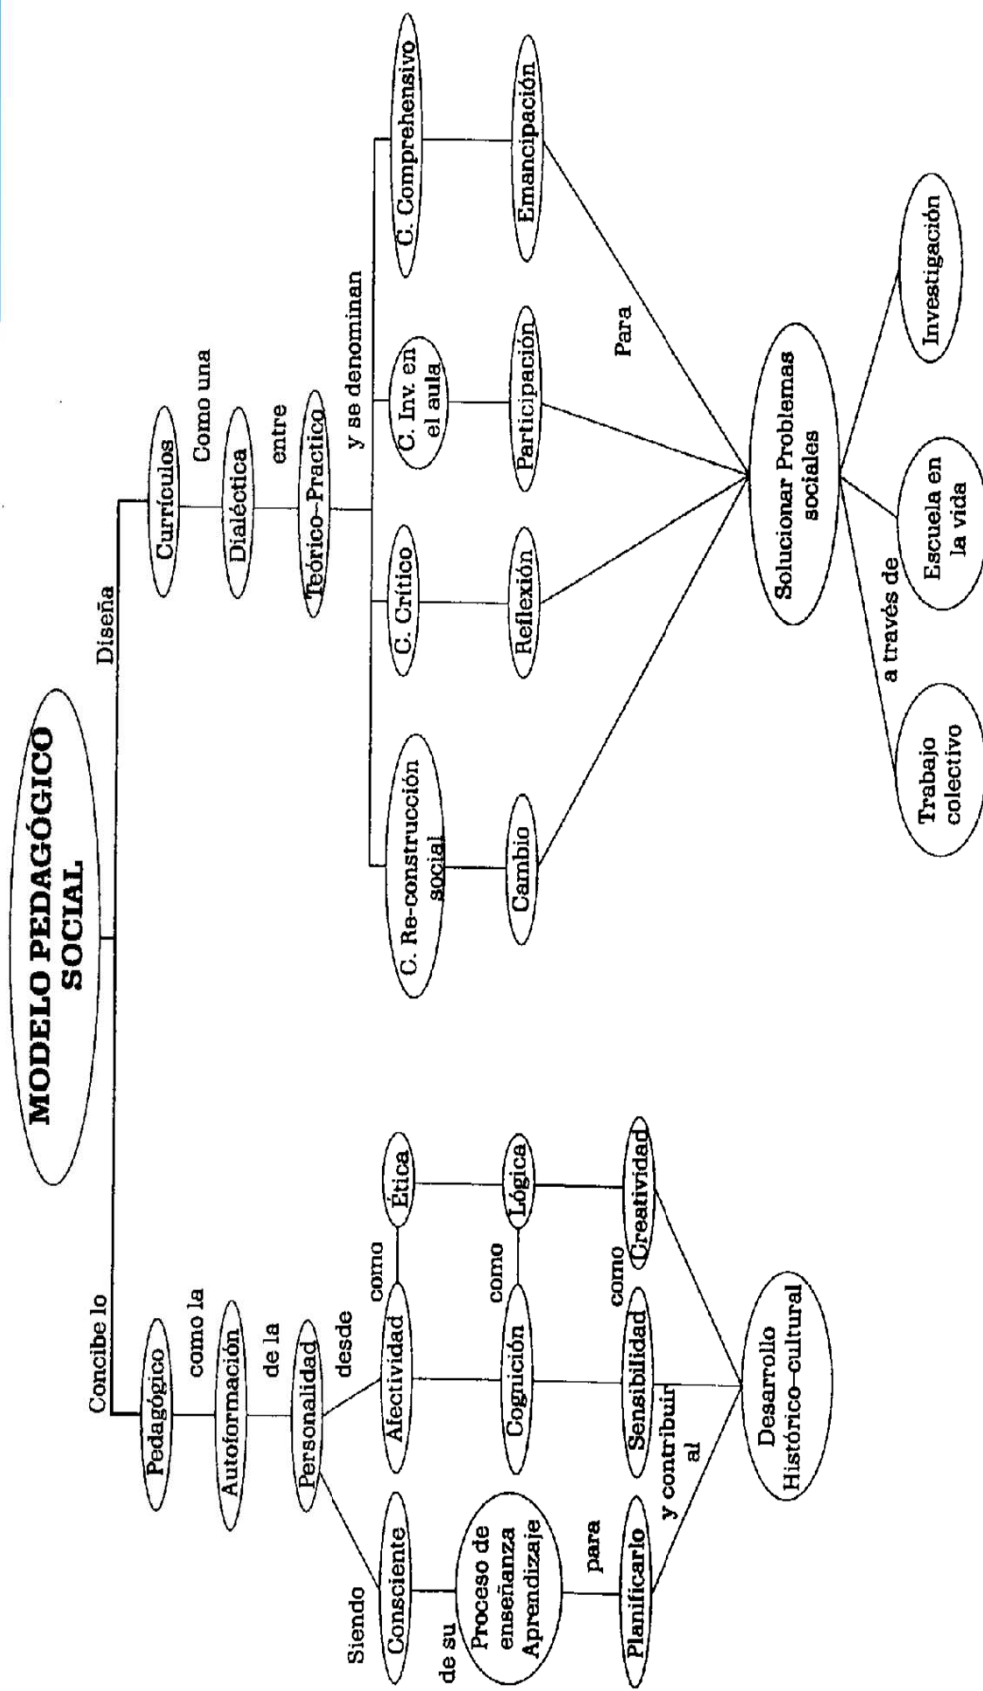 MODELO PEDAGÓGICO
SOCIAL
Concibe lo
Diseña
Pedagógico
como la
Autoformación
de la
Personalidad
Siendo
desde
Consciente
Afectividad
como
Ética
de su
Proceso de
enseñanza
Aprendizaje
Cognición
como
Lógica
para
Planificarlo
Sensibilidad
como
Creatividad
y contribuir
al
Desarrollo
Histórico-cultural
Currículos
Como una
Dialéctica
entre
Teórico-Practico
y se denominan
C. Re-construcción
social
C. Crítico
C. Inv. en
el aula
C. Comprehensivo
Cambio
Reflexión
Participación
Emancipación
Para
Solucionar Problemas
sociales
a través de
Trabajo
colectivo
Escuela en
la vida
Investigación